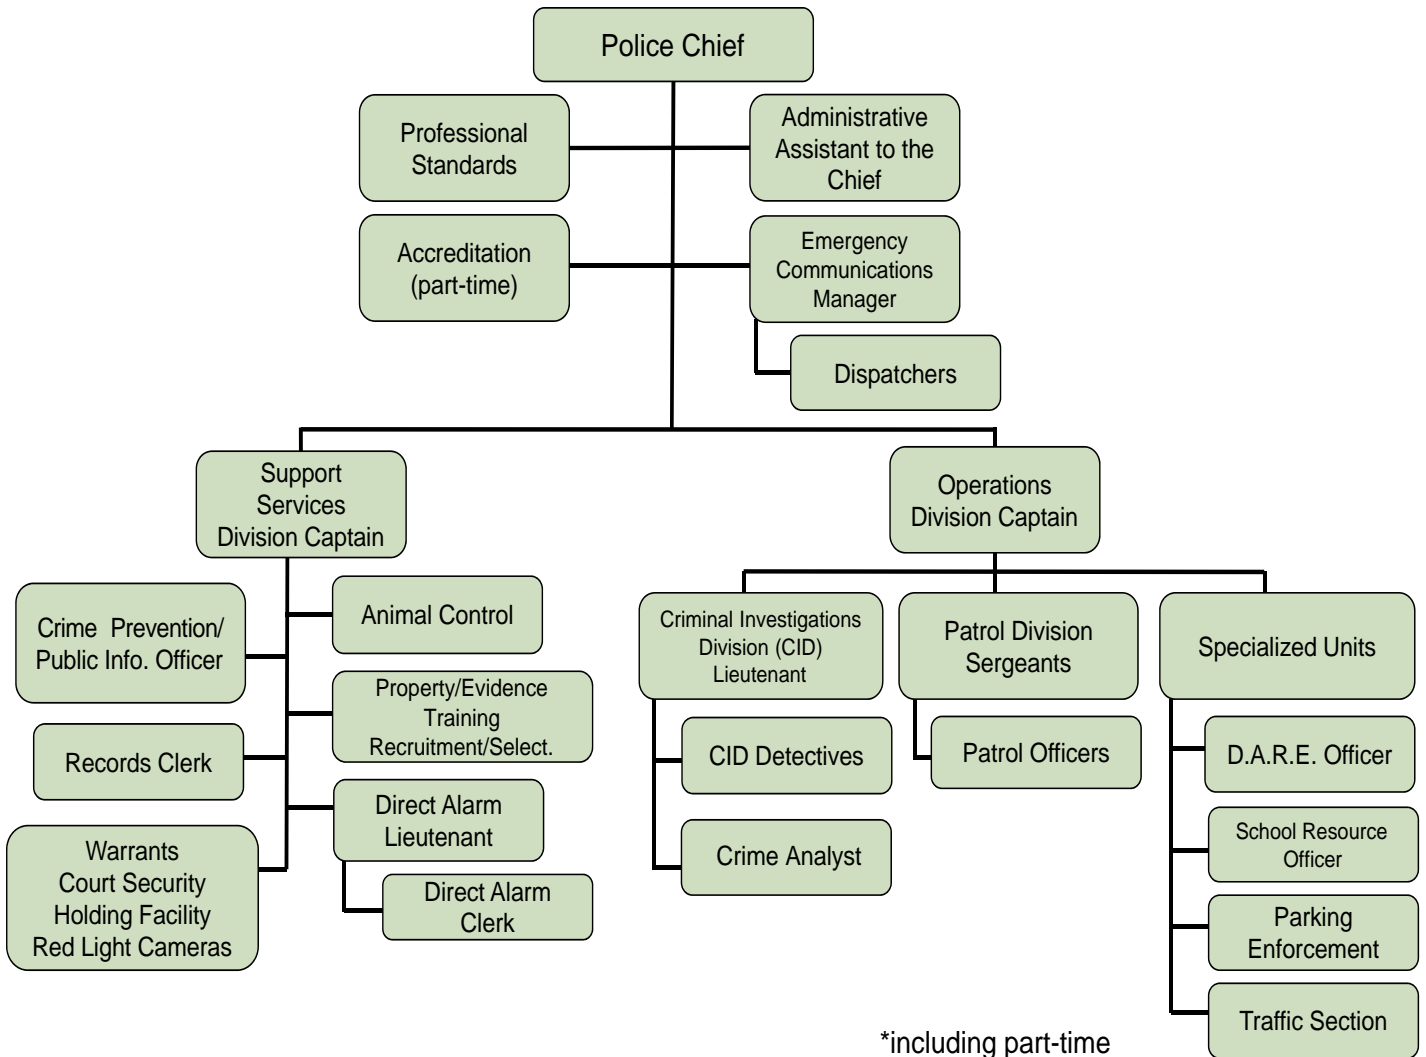 Police Chief
Professional
Standards
Administrative
Assistant to the
Chief
Accreditation
(part-time)
Emergency
Communications
Manager
Dispatchers
Support
Services
Division Captain
Operations
Division Captain
Crime Prevention/
Public Info. Officer
Animal Control
Property/Evidence
Training
Recruitment/Select.
Records Clerk
Direct Alarm
Lieutenant
Warrants
Court Security
Holding Facility
Red Light Cameras
Direct Alarm
Clerk
Criminal Investigations
Division (CID)
Lieutenant
CID Detectives
Crime Analyst
Patrol Division
Sergeants
Patrol Officers
Specialized Units
D.A.R.E. Officer
School Resource
Officer
Parking
Enforcement
Traffic Section
*including part-time